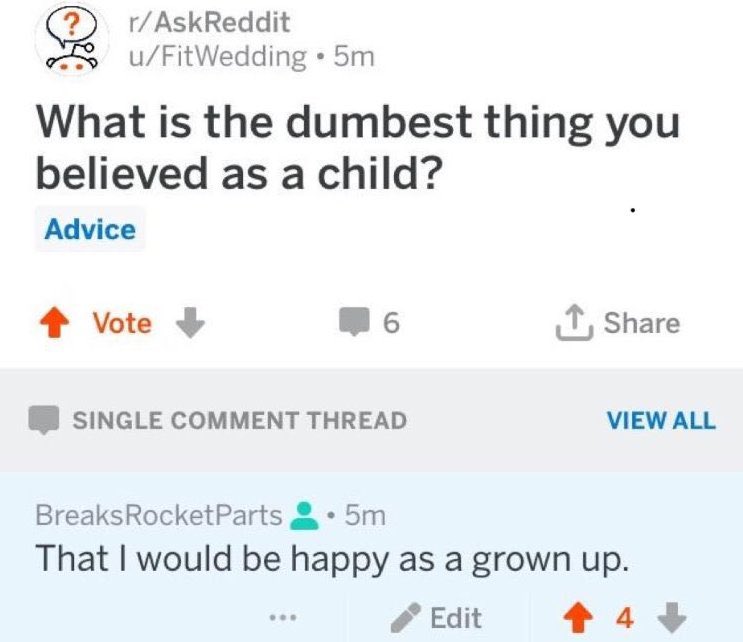 r/AskReddit
u/FitWedding • 5m
What is the dumbest thing you
believed as a child?
Advice
Vote 6 Share
SINGLE COMMENT THREAD VIEW ALL
BreaksRocketParts • 5m
That I would be happy as a grown up.
... Edit 4